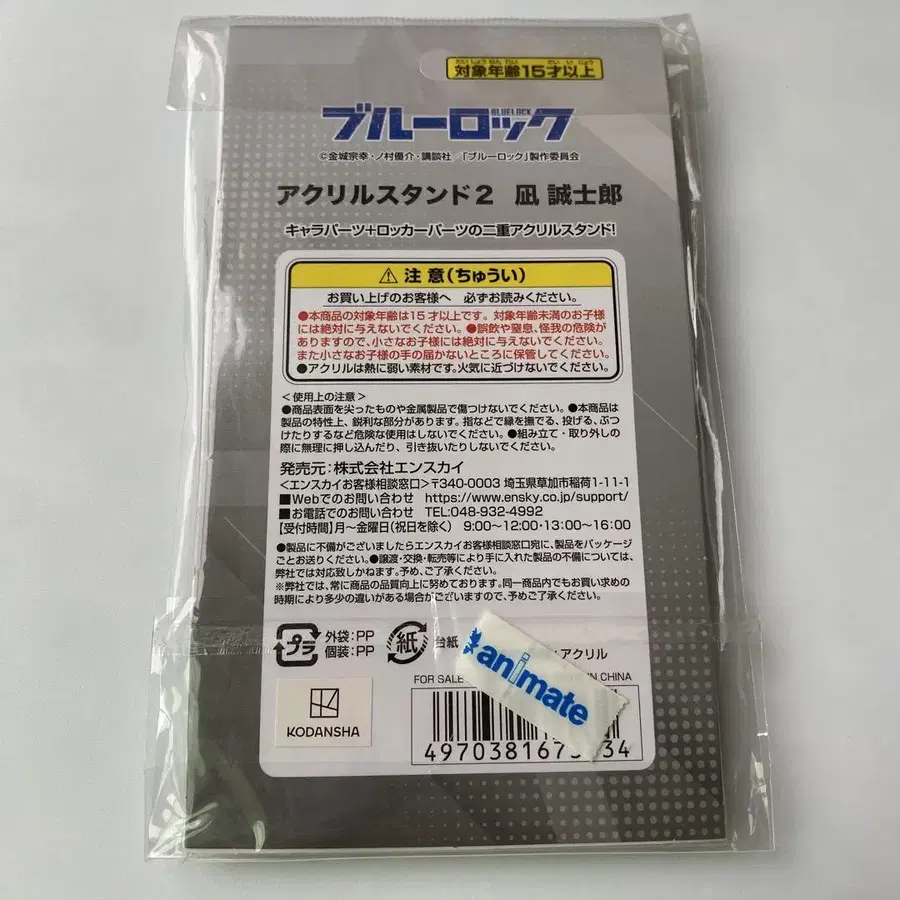 たいしょうねんれい だい いじょう
対象年齢15才以上
BLUELOCK
ブルーロック
©金城宗幸・ノ村優介・講談社/「ブルーロック」製作委員会
アクリルスタンド2 凪 誠士郎
キャラパーツ+ロッカーパーツの二重アクリルスタンド!
⚠ 注意(ちゅうい)
お買い上げのお客様へ 必ずお読みください。
●本商品の対象年齢は15才以上です。対象年齢未満のお子様
には絶対に与えないでください。●誤飲や窒息、怪我の危険が
ありますので、小さなお子様には絶対に与えないでください。
また小さなお子様の手の届かないところに保管してください。
●アクリルは熱に弱い素材です。火気に近づけないでください。
<使用上の注意>
●商品表面を尖ったものや金属製品で傷つけないでください。●本商品は
製品の特性上、鋭利な部分があります。指などで縁を撫でる、投げる、ぶつ
けたりするなど危険な使用はしないでください。●組み立て・取り外しの
際に無理に押し込んだり、引き抜いたりしないでください。
発売元:株式会社エンスカイ
<エンスカイお客様相談窓口>〒340-0003 埼玉県草加市稲荷1-11-1
■Webでのお問い合わせ https://www.ensky.co.jp/support/
■お電話でのお問い合わせ TEL:048-932-4992
【受付時間】月〜金曜日(祝日を除く) 9:00〜12:00・13:00〜16:00
●製品に不備がございましたらエンスカイお客様相談窓口宛に、製品をパッケージ
ごとお送りください。●譲渡・交換・転売等により手に入れた製品の不備については、
弊社では対応致しかねます。予め、ご了承ください。
※弊社では、常に商品の品質向上に努めております。同一商品内でもお買い求めの
時期により多少の違いがある場合がございますので、予めご了承ください。
プラ 外袋:PP
個装:PP
紙 台紙
アクリル
animate
FOR SALE IN CHINA
KODANSHA
4970381675 34